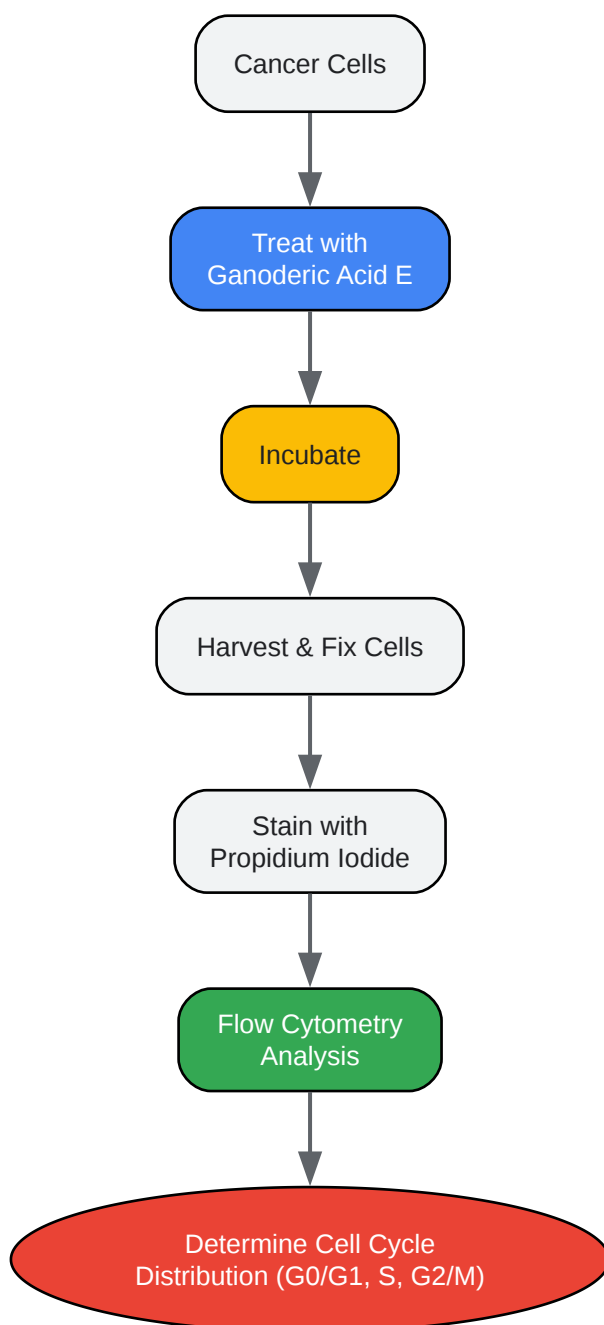 Cancer Cells
Treat with
Ganoderic Acid E
Incubate
Harvest & Fix Cells
Stain with
Propidium Iodide
Flow Cytometry
Analysis
Determine Cell Cycle
Distribution (G0/G1, S, G2/M)